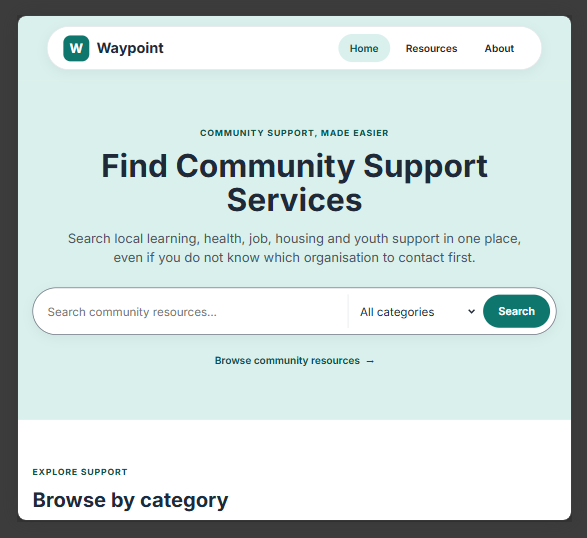 W Waypoint Home Resources About
COMMUNITY SUPPORT, MADE EASIER
Find Community Support
Services
Search local learning, health, job, housing and youth support in one place,
even if you do not know which organisation to contact first.
Search community resources... All categories Search
Browse community resources →
EXPLORE SUPPORT
Browse by category